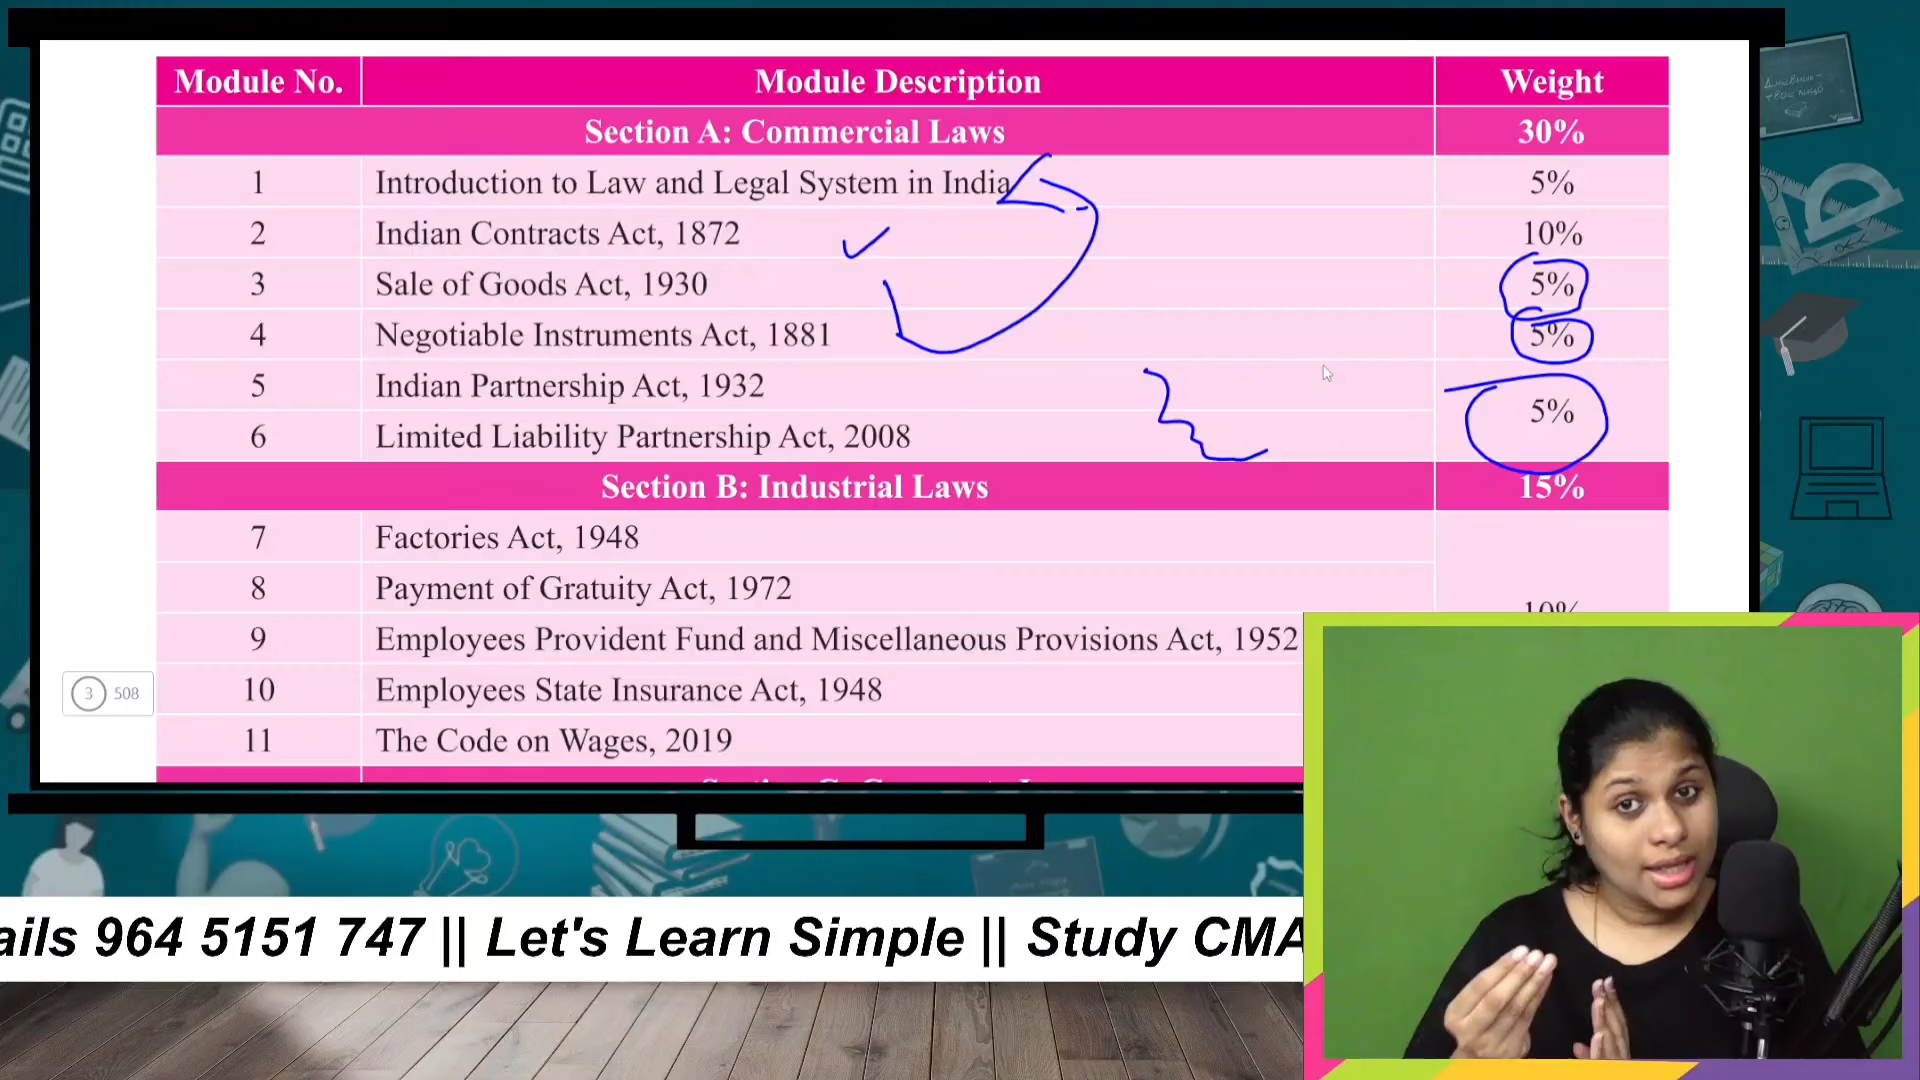 Module No. Module Description Weight
Section A: Commercial Laws 30%
1 Introduction to Law and Legal System in India 5%
2 Indian Contracts Act, 1872 10%
3 Sale of Goods Act, 1930 5%
4 Negotiable Instruments Act, 1881 5%
5 Indian Partnership Act, 1932
5%
6 Limited Liability Partnership Act, 2008
Section B: Industrial Laws 15%
7 Factories Act, 1948
8 Payment of Gratuity Act, 1972
10%
9 Employees Provident Fund and Miscellaneous Provisions Act, 1952
10 Employees State Insurance Act, 1948
11 The Code on Wages, 2019
3 508
ails 964 5151 747 || Let's Learn Simple || Study CMA